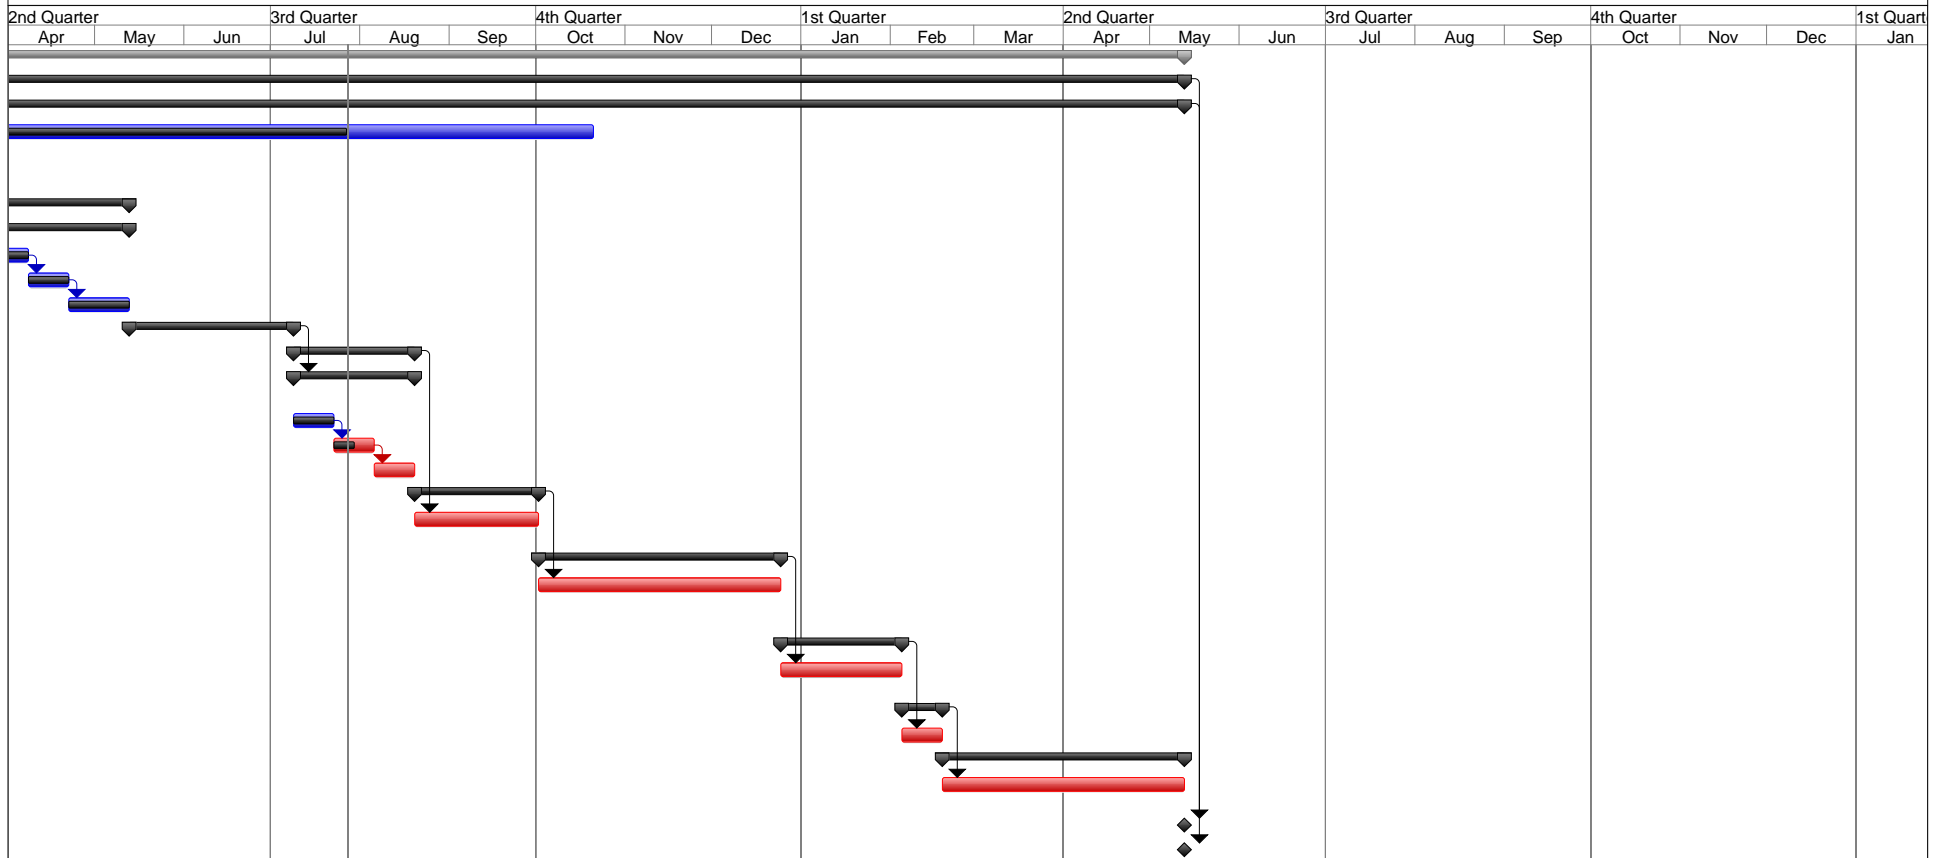 2nd Quarter 3rd Quarter 4th Quarter 1st Quarter 2nd Quarter 3rd Quarter 4th Quarter 1st Quart
Apr May Jun Jul Aug Sep Oct Nov Dec Jan Feb Mar Apr May Jun Jul Aug Sep Oct Nov Dec Jan